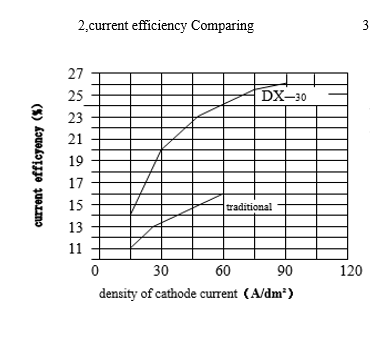 2,current efficiency Comparing 3
27
25
23
21
19
17
15
13
11
current efficyency (%)
DX—30
traditional
0 30 60 90 120
density of cathode current (A/dm²)